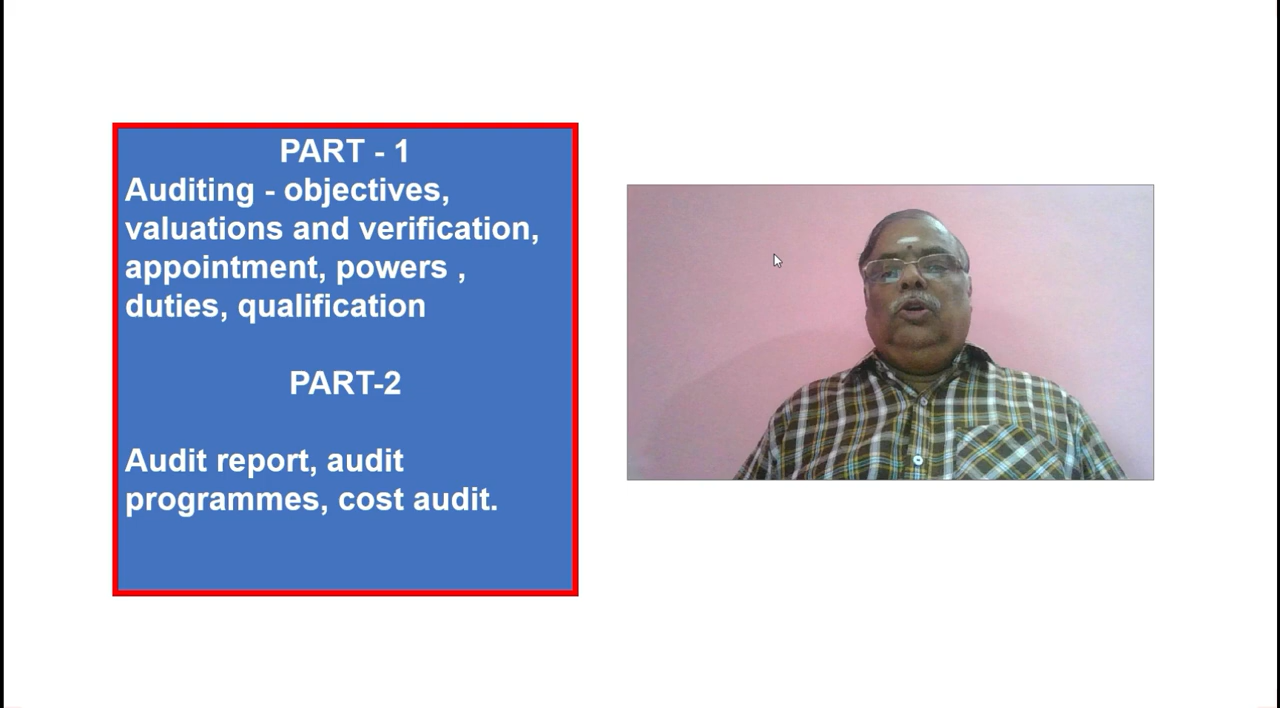 PART - 1
Auditing - objectives,
valuations and verification,
appointment, powers ,
duties, qualification
PART-2
Audit report, audit
programmes, cost audit.